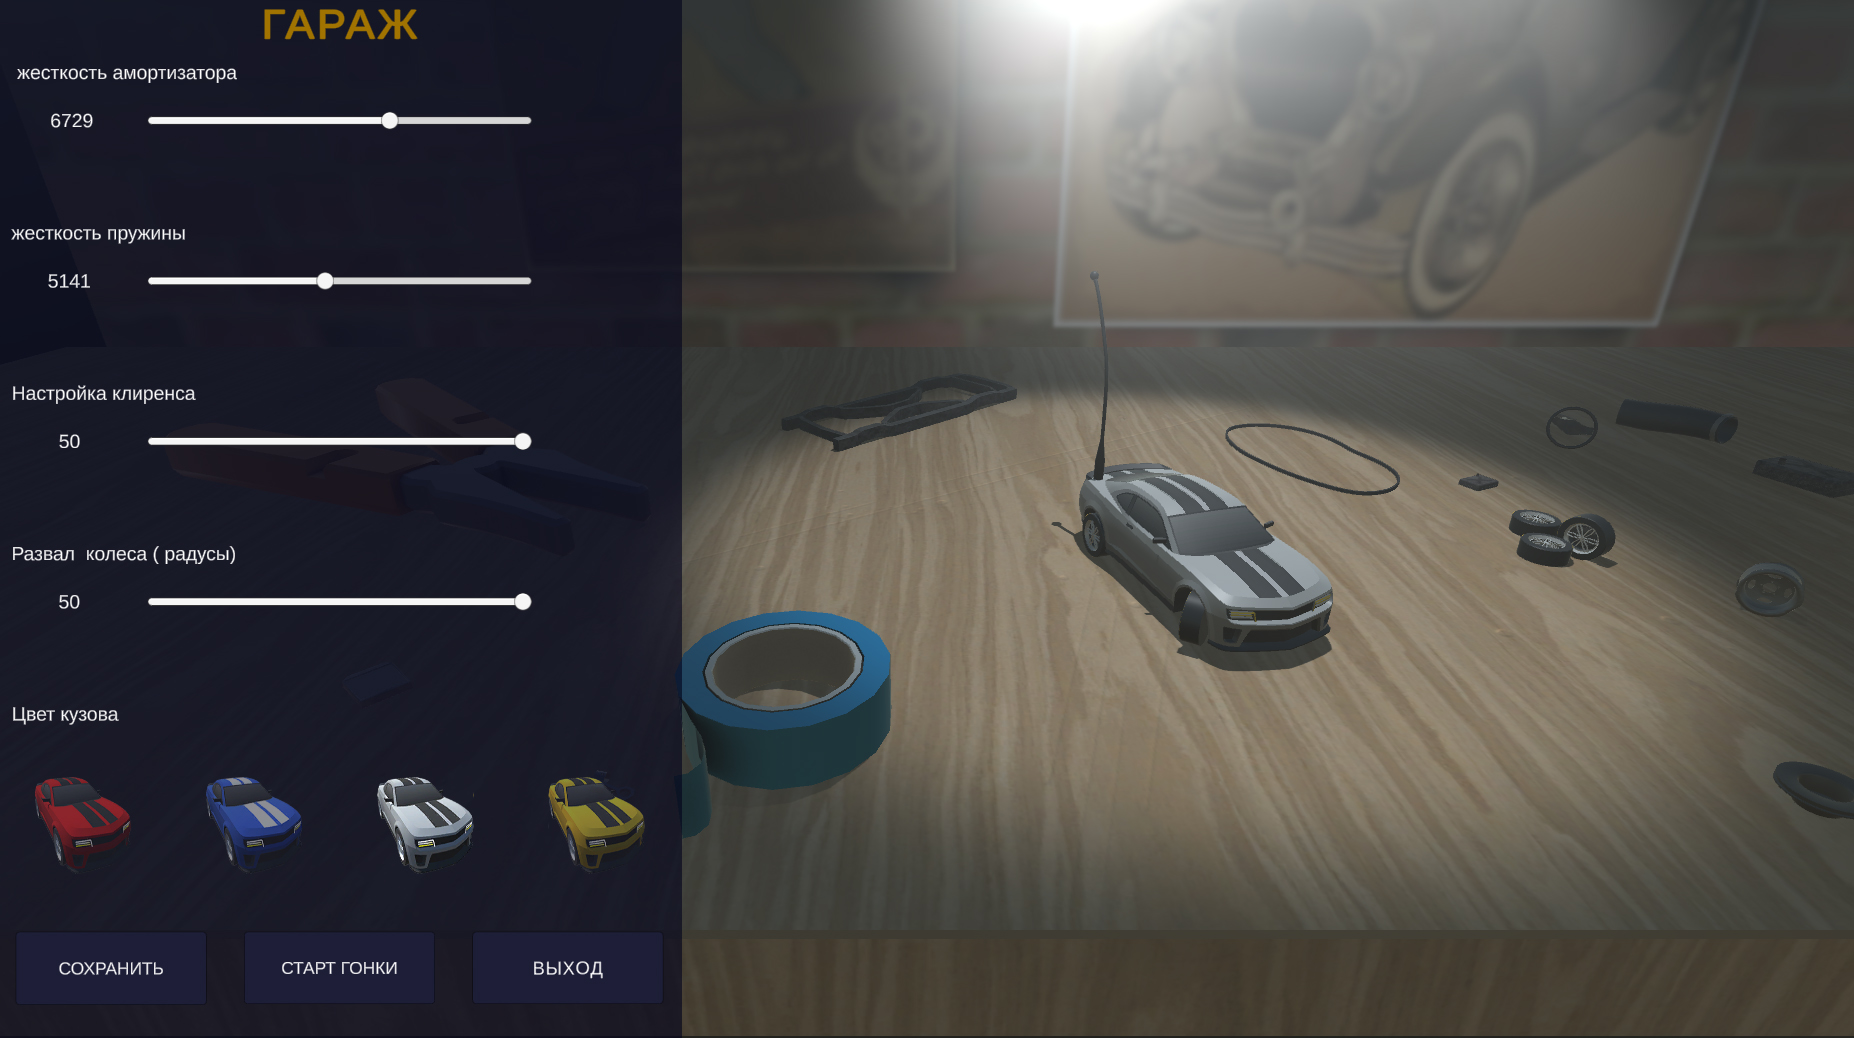 ГАРАЖ
жесткость амортизатора
6729
жесткость пружины
5141
Настройка клиренса
50
Развал  колеса ( радусы)
50
Цвет кузова
СОХРАНИТЬ
СТАРТ ГОНКИ
ВЫХОД